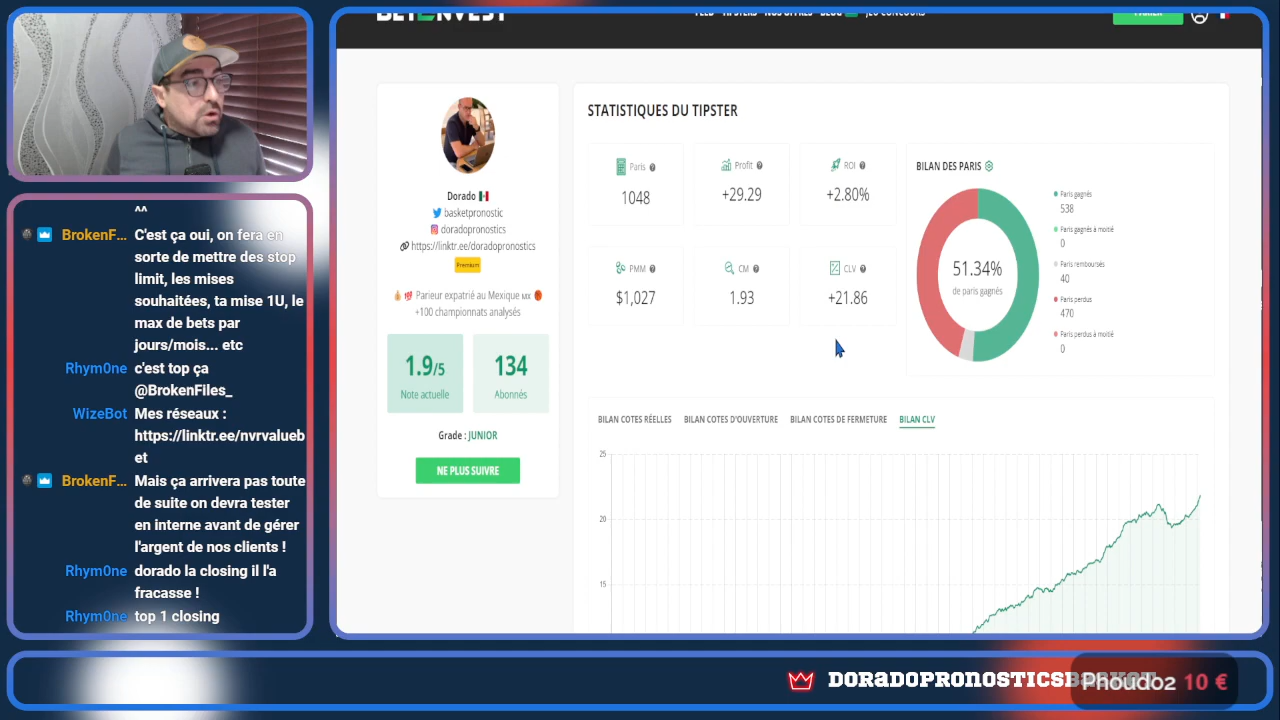 ^^
BrokenF... C'est ça oui, on fera en
sorte de mettre des stop
limit, les mises
souhaitées, ta mise 1U, le
max de bets par
jours/mois... etc
Rhym0ne c'est top ça
@BrokenFiles_
WizeBot Mes réseaux :
https://linktr.ee/nvrvalueb
et
BrokenF... Mais ça arrivera pas toute
de suite on devra tester
en interne avant de gérer
l'argent de nos clients !
Rhym0ne dorado la closing il l'a
fracasse !
Rhym0ne top 1 closing
Dorado
basketpronostic
doradopronostics
https://linktr.ee/doradopronostics
Premium
Parieur expatrié au Mexique MX
+100 championnats analysés
1.9/5
Note actuelle
134
Abonnés
Grade : JUNIOR
NE PLUS SUIVRE
STATISTIQUES DU TIPSTER
Paris
1048
Profit
+29.29
ROI
+2.80%
PMM
$1,027
CM
1.93
CLV
+21.86
BILAN DES PARIS
51.34%
de paris gagnés
Paris gagnés
538
Paris gagnés à moitié
0
Paris remboursés
40
Paris perdus
470
Paris perdus à moitié
0
BILAN COTES RÉELLES BILAN COTES D'OUVERTURE BILAN COTES DE FERMETURE BILAN CLV
25
20
15
DORADOPRONOSTICS
Phoudo2 10 €